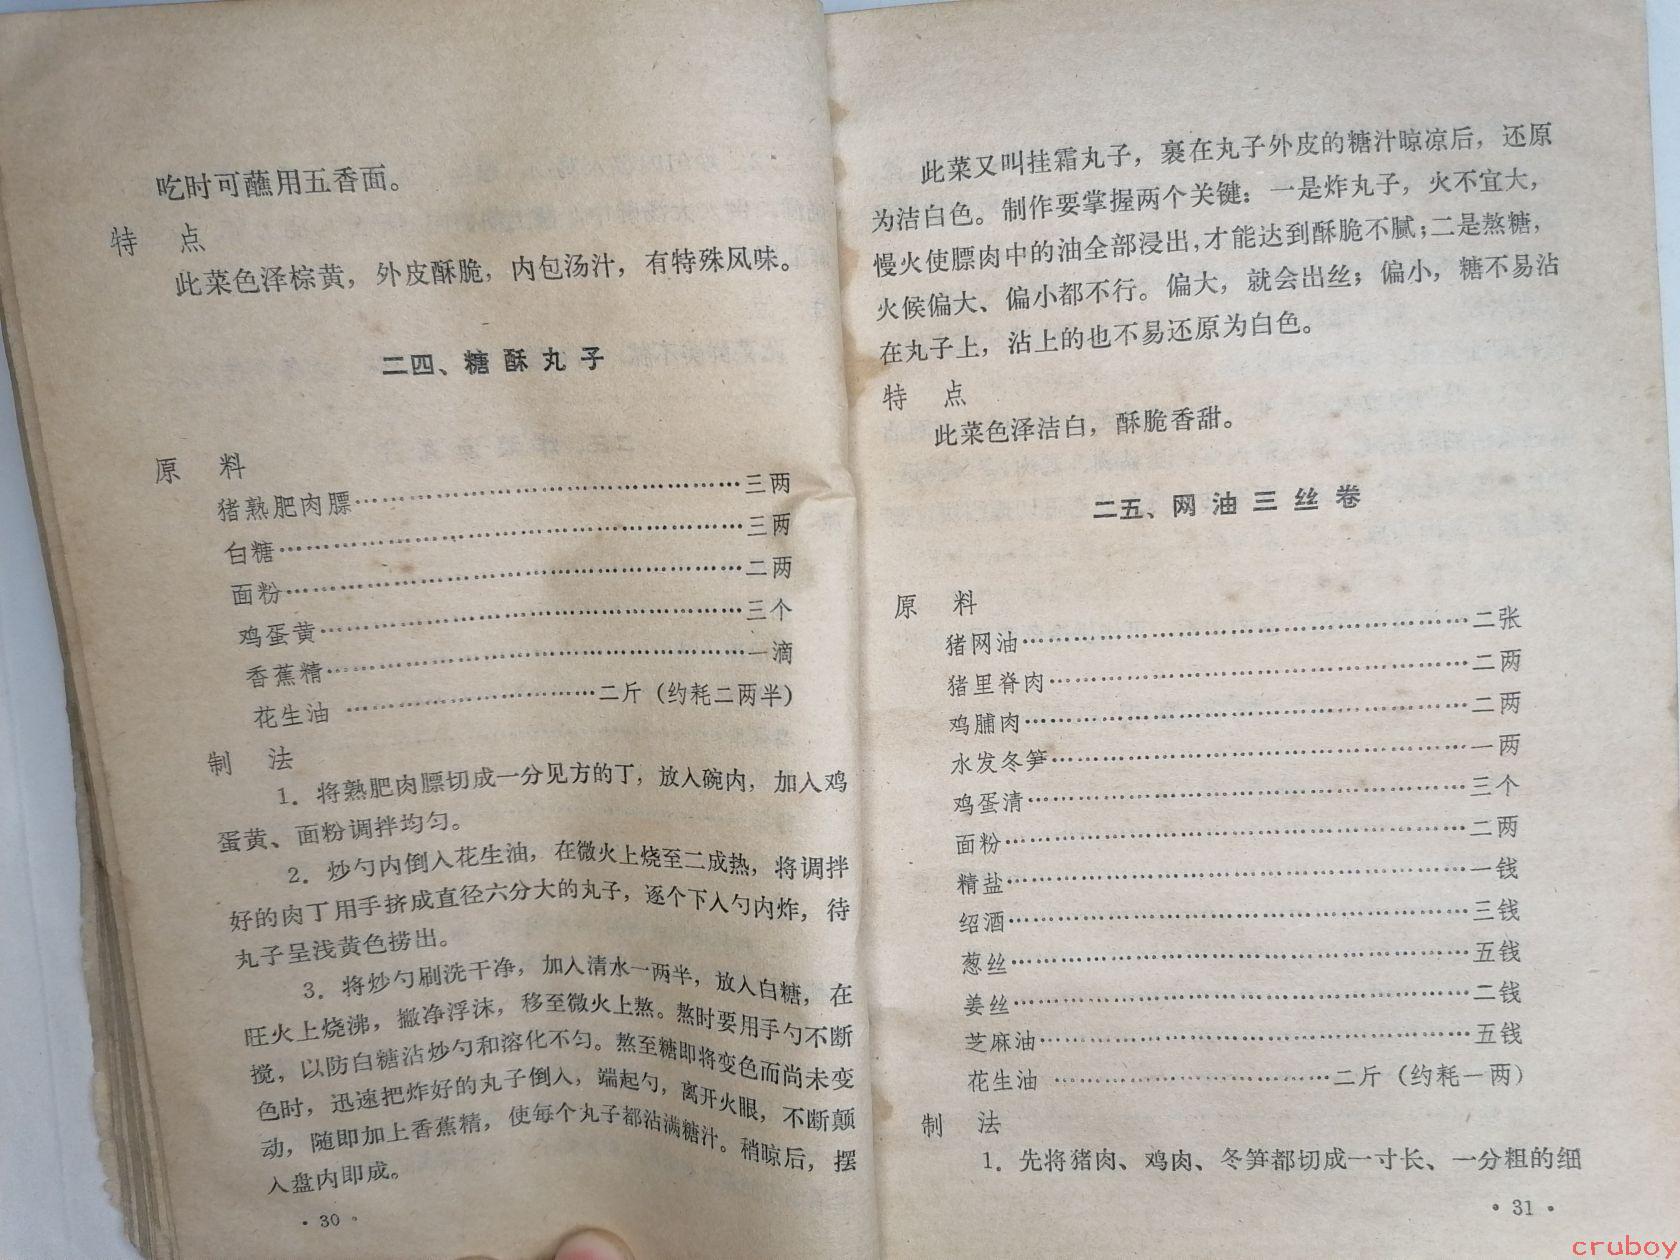 吃时可蘸用五香面。
特 点
此菜色泽棕黄，外皮酥脆，内包汤汁，有特殊风味。
二四、糖酥丸子
原 料
猪熟肥肉膘……三两
白糖……三两
面粉……二两
鸡蛋黄……三个
香蕉精……一滴
花生油……二斤（约耗二两半）
制 法
1．将熟肥肉膘切成一分见方的丁，放入碗内，加入鸡
蛋黄、面粉调拌均匀。
2．炒勺内倒入花生油，在微火上烧至二成热，将调拌
好的肉丁用手挤成直径六分大的丸子，逐个下入勺内炸，待
丸子呈浅黄色捞出。
3．将炒勺刷洗干净，加入清水一两半，放入白糖，在
旺火上烧沸，撇净浮沫，移至微火上熬。熬时要用手勺不断
搅，以防白糖沾炒勺和溶化不匀。熬至糖即将变色而尚未变
色时，迅速把炸好的丸子倒入，端起勺，离开火眼，不断颠
动，随即加上香蕉精，使每个丸子都沾满糖汁。稍晾后，摆
入盘内即成。
·30·
此菜又叫挂霜丸子，裹在丸子外皮的糖汁晾凉后，还原
为洁白色。制作要掌握两个关键：一是炸丸子，火不宜大，
慢火使膘肉中的油全部浸出，才能达到酥脆不腻；二是熬糖，
火候偏大、偏小都不行。偏大，就会出丝；偏小，糖不易沾
在丸子上，沾上的也不易还原为白色。
特 点
此菜色泽洁白，酥脆香甜。
二五、网油三丝卷
原 料
猪网油……二张
猪里脊肉……二两
鸡脯肉……二两
水发冬笋……一两
鸡蛋清……三个
面粉……二两
精盐……一钱
绍酒……三钱
葱丝……五钱
姜丝……二钱
芝麻油……五钱
花生油……二斤（约耗一两）
制 法
1．先将猪肉、鸡肉、冬笋都切成一寸长、一分粗的细
·31·
cruboy